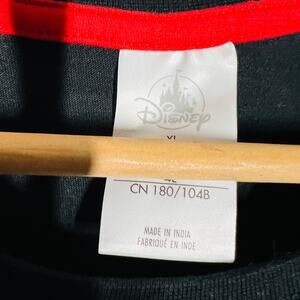 Disney
XL
CN 180/104B
MADE IN INDIA
FABRIQUÉ EN INDE